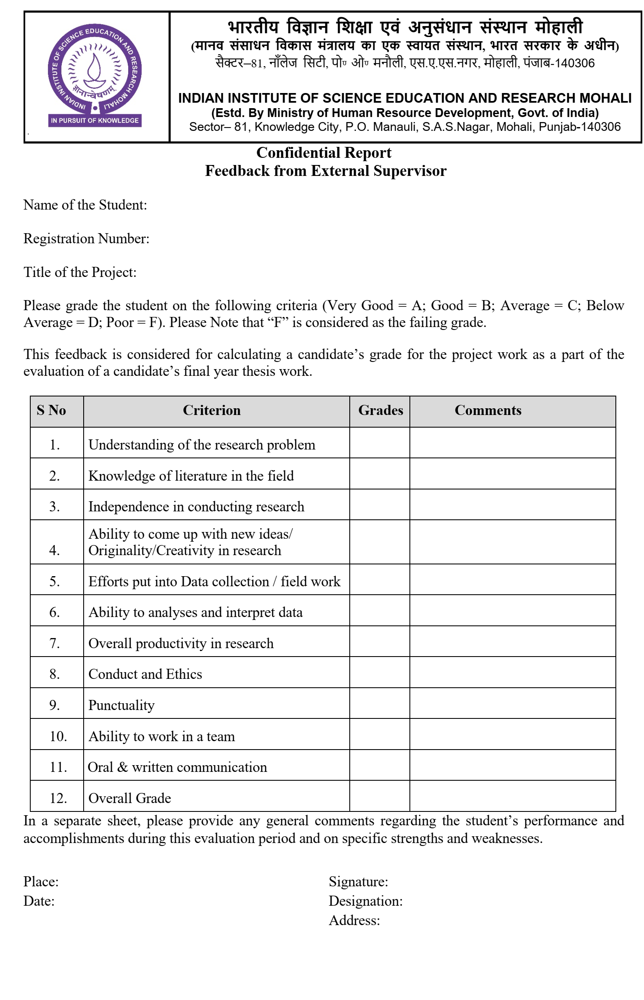 INDIAN INSTITUTE OF SCIENCE EDUCATION AND RESEARCH MOHALI
ज्ञानान्वेषणम्
IN PURSUIT OF KNOWLEDGE
भारतीय विज्ञान शिक्षा एवं अनुसंधान संस्थान मोहाली
(मानव संसाधन विकास मंत्रालय का एक स्वायत संस्थान, भारत सरकार के अधीन)
सैक्टर–81, नाँलेज सिटी, पो॰ ओ॰ मनौली, एस.ए.एस.नगर, मोहाली, पंजाब-140306
INDIAN INSTITUTE OF SCIENCE EDUCATION AND RESEARCH MOHALI
(Estd. By Ministry of Human Resource Development, Govt. of India)
Sector– 81, Knowledge City, P.O. Manauli, S.A.S.Nagar, Mohali, Punjab-140306
Confidential Report
Feedback from External Supervisor
Name of the Student:
Registration Number:
Title of the Project:
Please grade the student on the following criteria (Very Good = A; Good = B; Average = C; Below
Average = D; Poor = F). Please Note that “F” is considered as the failing grade.
This feedback is considered for calculating a candidate’s grade for the project work as a part of the
evaluation of a candidate’s final year thesis work.
S No Criterion Grades Comments
1. Understanding of the research problem
2. Knowledge of literature in the field
3. Independence in conducting research
Ability to come up with new ideas/
4. Originality/Creativity in research
5. Efforts put into Data collection / field work
6. Ability to analyses and interpret data
7. Overall productivity in research
8. Conduct and Ethics
9. Punctuality
10. Ability to work in a team
11. Oral & written communication
12. Overall Grade
In a separate sheet, please provide any general comments regarding the student’s performance and
accomplishments during this evaluation period and on specific strengths and weaknesses.
Place: Signature:
Date: Designation:
Address: